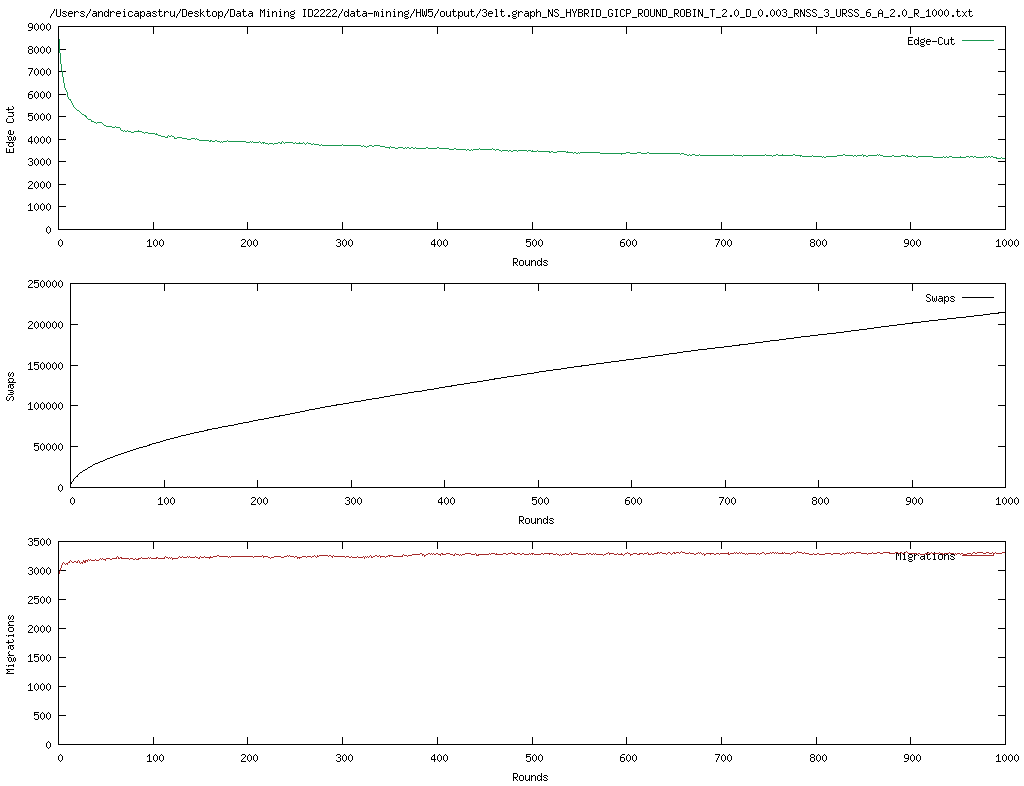 /Users/andreicapastru/Desktop/Data Mining ID2222/data-mining/HW5/output/3elt.graph_NS_HYBRID_GICP_ROUND_ROBIN_T_2.0_D_0.003_RNSS_3_URSS_6_A_2.0_R_1000.txt
9000
8000
7000
6000
5000
4000
3000
2000
1000
0
Edge Cut
Edge-Cut
0 100 200 300 400 500 600 700 800 900 1000
Rounds
250000
200000
150000
100000
50000
0
Swaps
Swaps
0 100 200 300 400 500 600 700 800 900 1000
Rounds
3500
3000
2500
2000
1500
1000
500
0
Migrations
Migrations
0 100 200 300 400 500 600 700 800 900 1000
Rounds